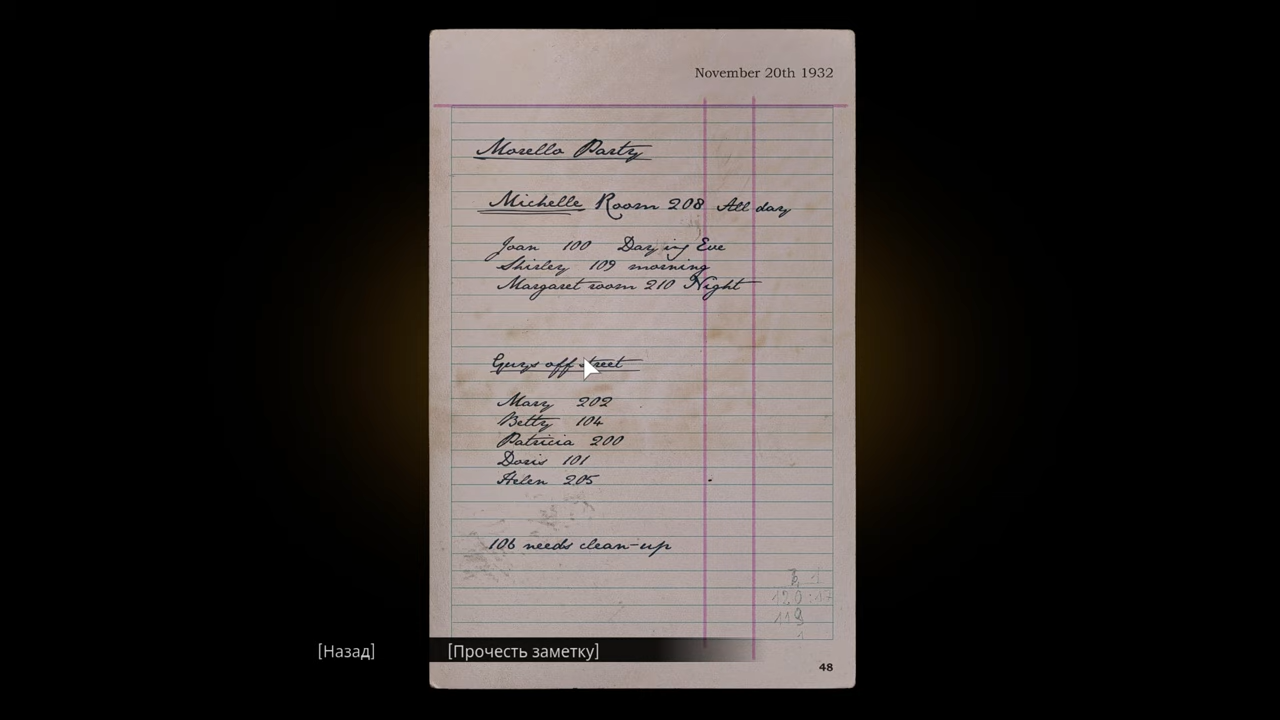 November 20th 1932
Morello Party
Michelle Room 208 All day
Joan 100 Day ing Eve
Shirley 109 morning
Margaret room 210 Night
Guys off street
Mary 202
Betty 104
Patricia 200
Doris 101
Helen 205
106 needs clean-up
[Назад] [Прочесть заметку]
48